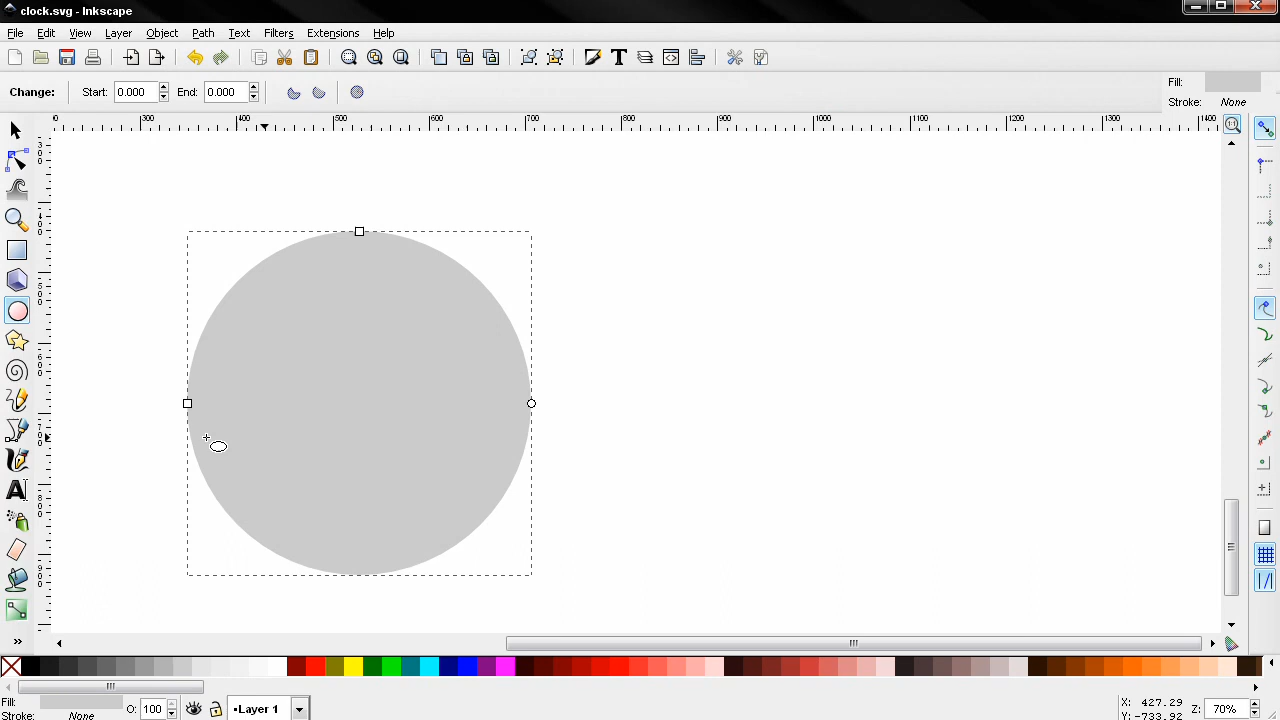 clock.svg - Inkscape
File Edit View Layer Object Path Text Filters Extensions Help
Change: Start: 0.000 End: 0.000
Fill:
Stroke: None
0 300 400 500 600 700 800 900 1000 1100 1200 1300 1400
Fill:
Stroke: None
O: 100
•Layer 1
X: 427.29
Y: -733.92
Z: 70%